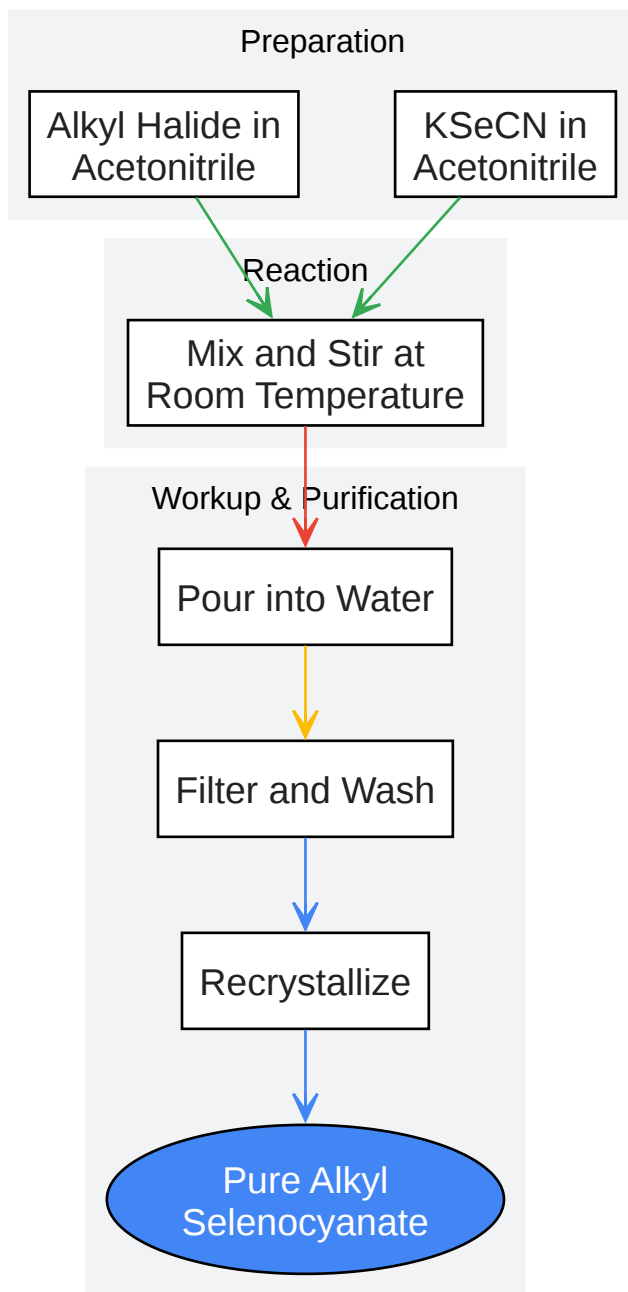 Preparation
Alkyl Halide in
Acetonitrile
KSeCN in
Acetonitrile
Reaction
Mix and Stir at
Room Temperature
Workup & Purification
Pour into Water
Filter and Wash
Recrystallize
Pure Alkyl
Selenocyanate